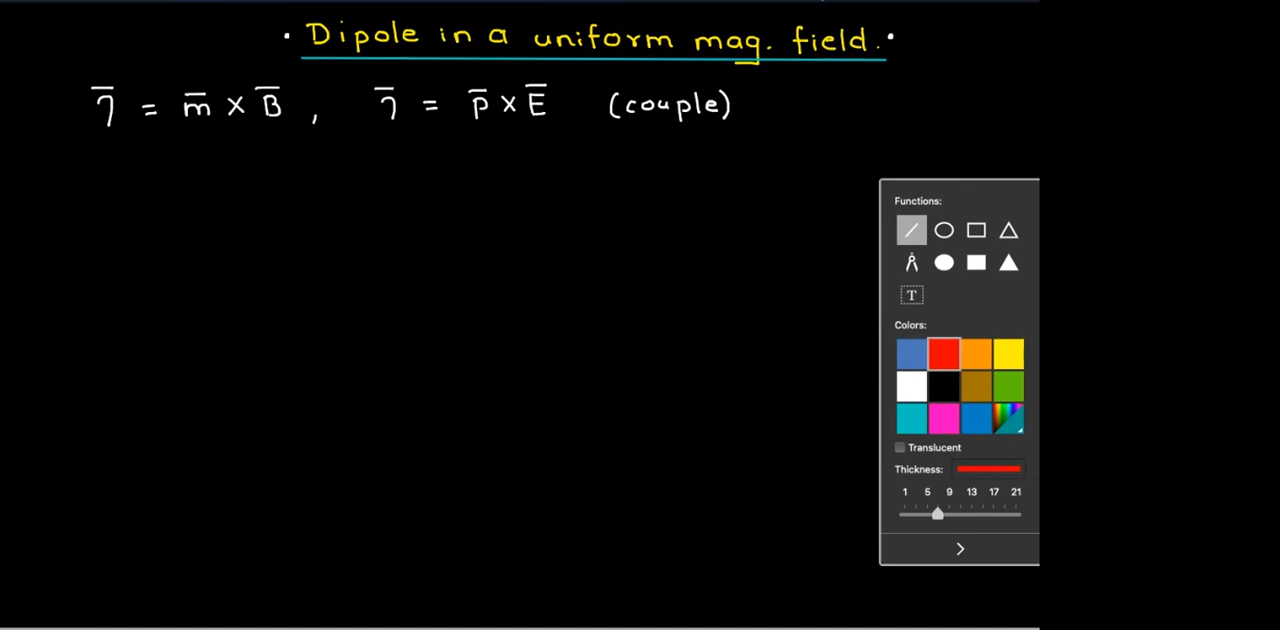 · Dipole in a uniform mag. field. ·
τ̅ = m̅ × B̅ , τ̅ = p̅ × E̅ (couple)
Functions:
T
Colors:
Translucent
Thickness:
1 5 9 13 17 21